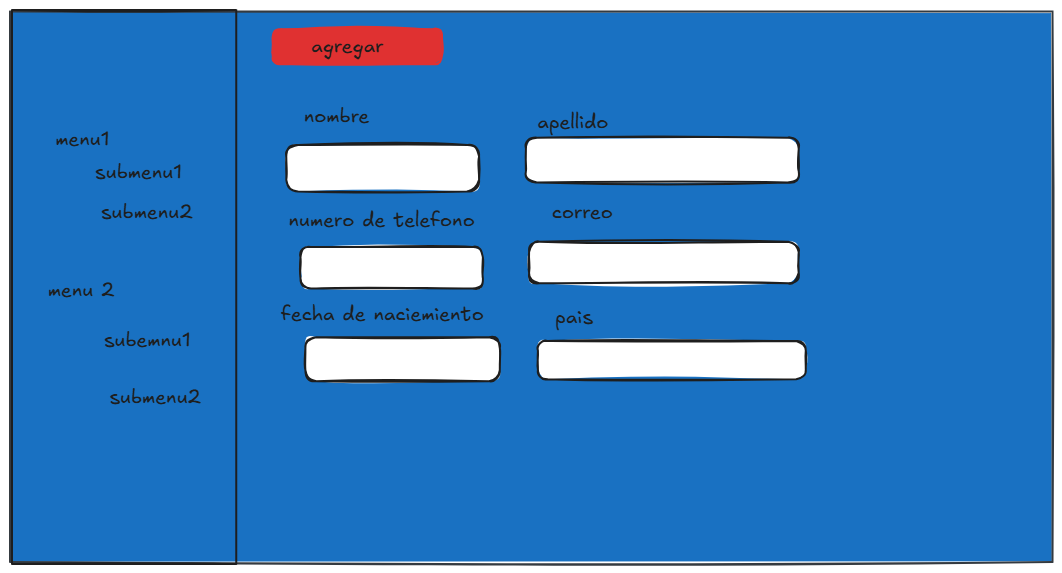 agregar
menu1
submenu1
submenu2
menu 2
subemnu1
submenu2
nombre
apellido
numero de telefono
correo
fecha de naciemiento
pais